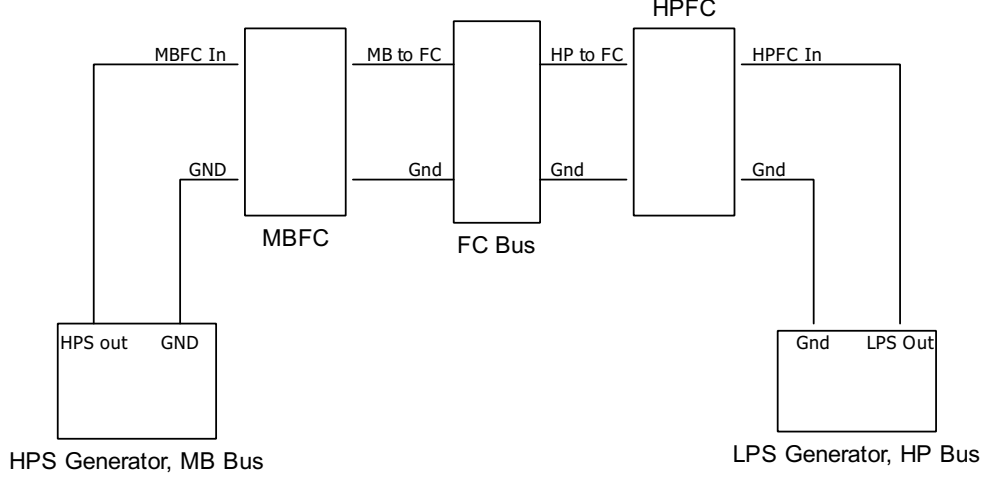 HPFC
MBFC In
MB to FC
HP to FC
HPFC In
GND
Gnd
Gnd
Gnd
MBFC
FC Bus
HPS out
GND
Gnd
LPS Out
HPS Generator, MB Bus
LPS Generator, HP Bus